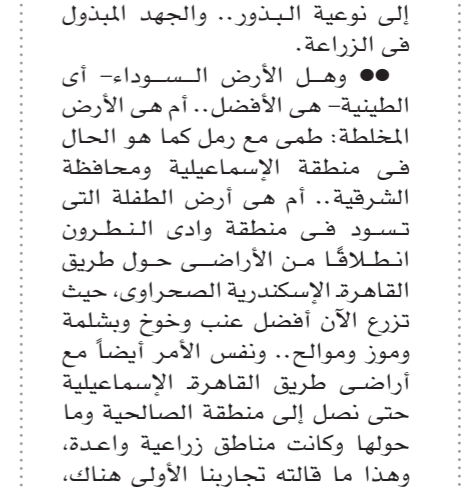 إلى نوعية البذور.. والجهد المبذول
فى الزراعة.
●● وهل الأرض السوداء- أى
الطينية- هى الأفضل.. أم هى الأرض
المخلطة: طمى مع رمل كما هو الحال
فى منطقة الإسماعيلية ومحافظة
الشرقية.. أم هى أرض الطفلة التى
تسود فى منطقة وادى النطرون
انطلاقًا من الأراضى حول طريق
القاهرة الإسكندرية الصحراوى، حيث
تزرع الآن أفضل عنب وخوخ وبشلمة
وموز وموالح.. ونفس الأمر أيضاً مع
أراضى طريق القاهرة الإسماعيلية
حتى نصل إلى منطقة الصالحية وما
حولها وكانت مناطق زراعية واعدة،
وهذا ما قالته تجاربنا الأولى هناك،